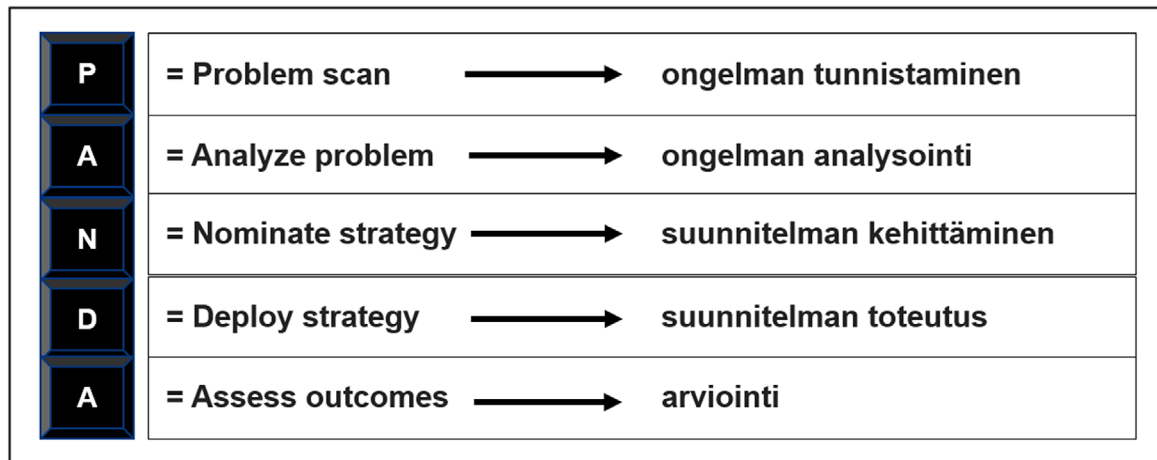 P = Problem scan → ongelman tunnistaminen
A = Analyze problem → ongelman analysointi
N = Nominate strategy → suunnitelman kehittäminen
D = Deploy strategy → suunnitelman toteutus
A = Assess outcomes → arviointi